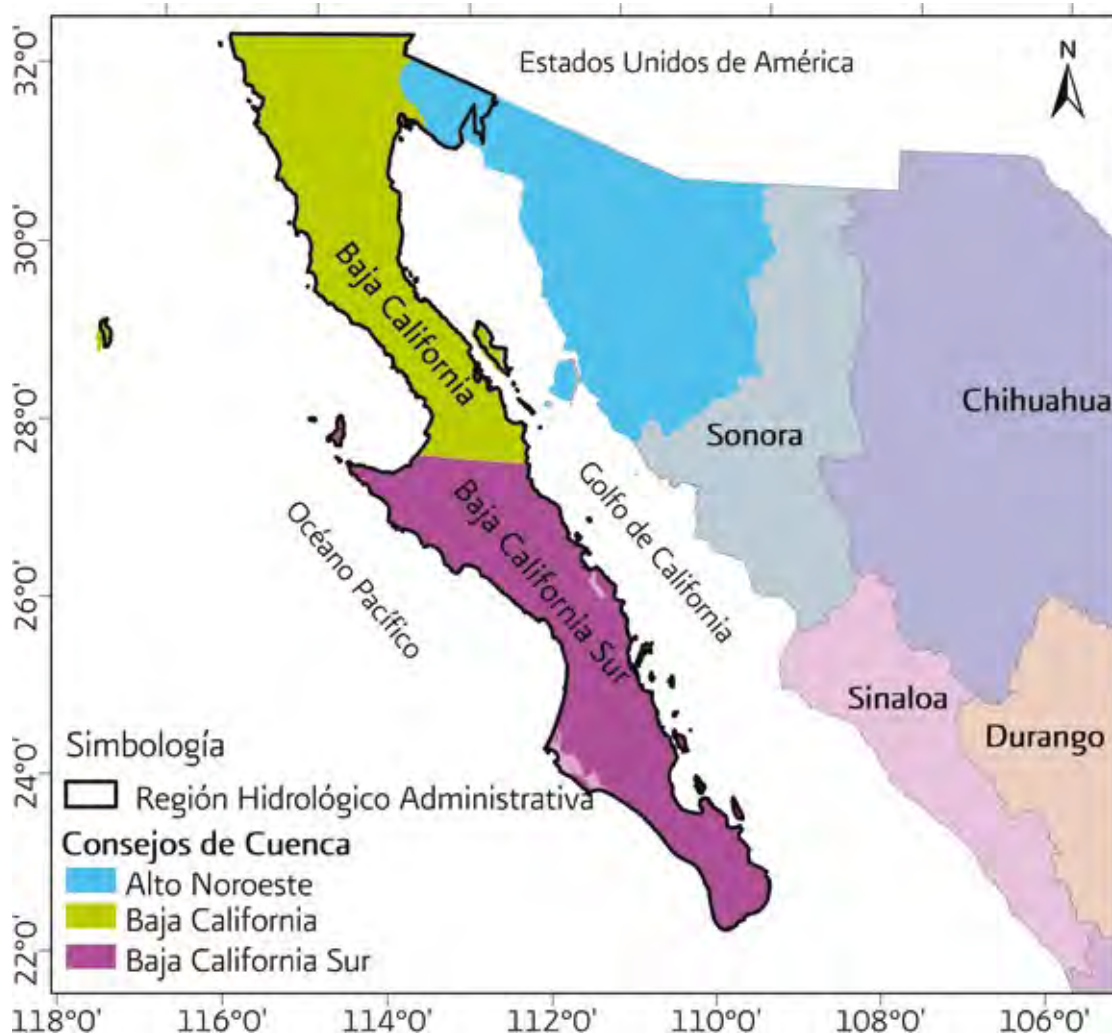 Estados Unidos de América
N
32°0'
30°0'
28°0'
26°0'
24°0'
22°0'
Baja California
Chihuahua
Sonora
Golfo de California
Baja California Sur
Océano Pacífico
Sinaloa
Durango
Simbología
Región Hidrológico Administrativa
Consejos de Cuenca
Alto Noroeste
Baja California
Baja California Sur
118°0' 116°0' 114°0' 112°0' 110°0' 108°0' 106°0'